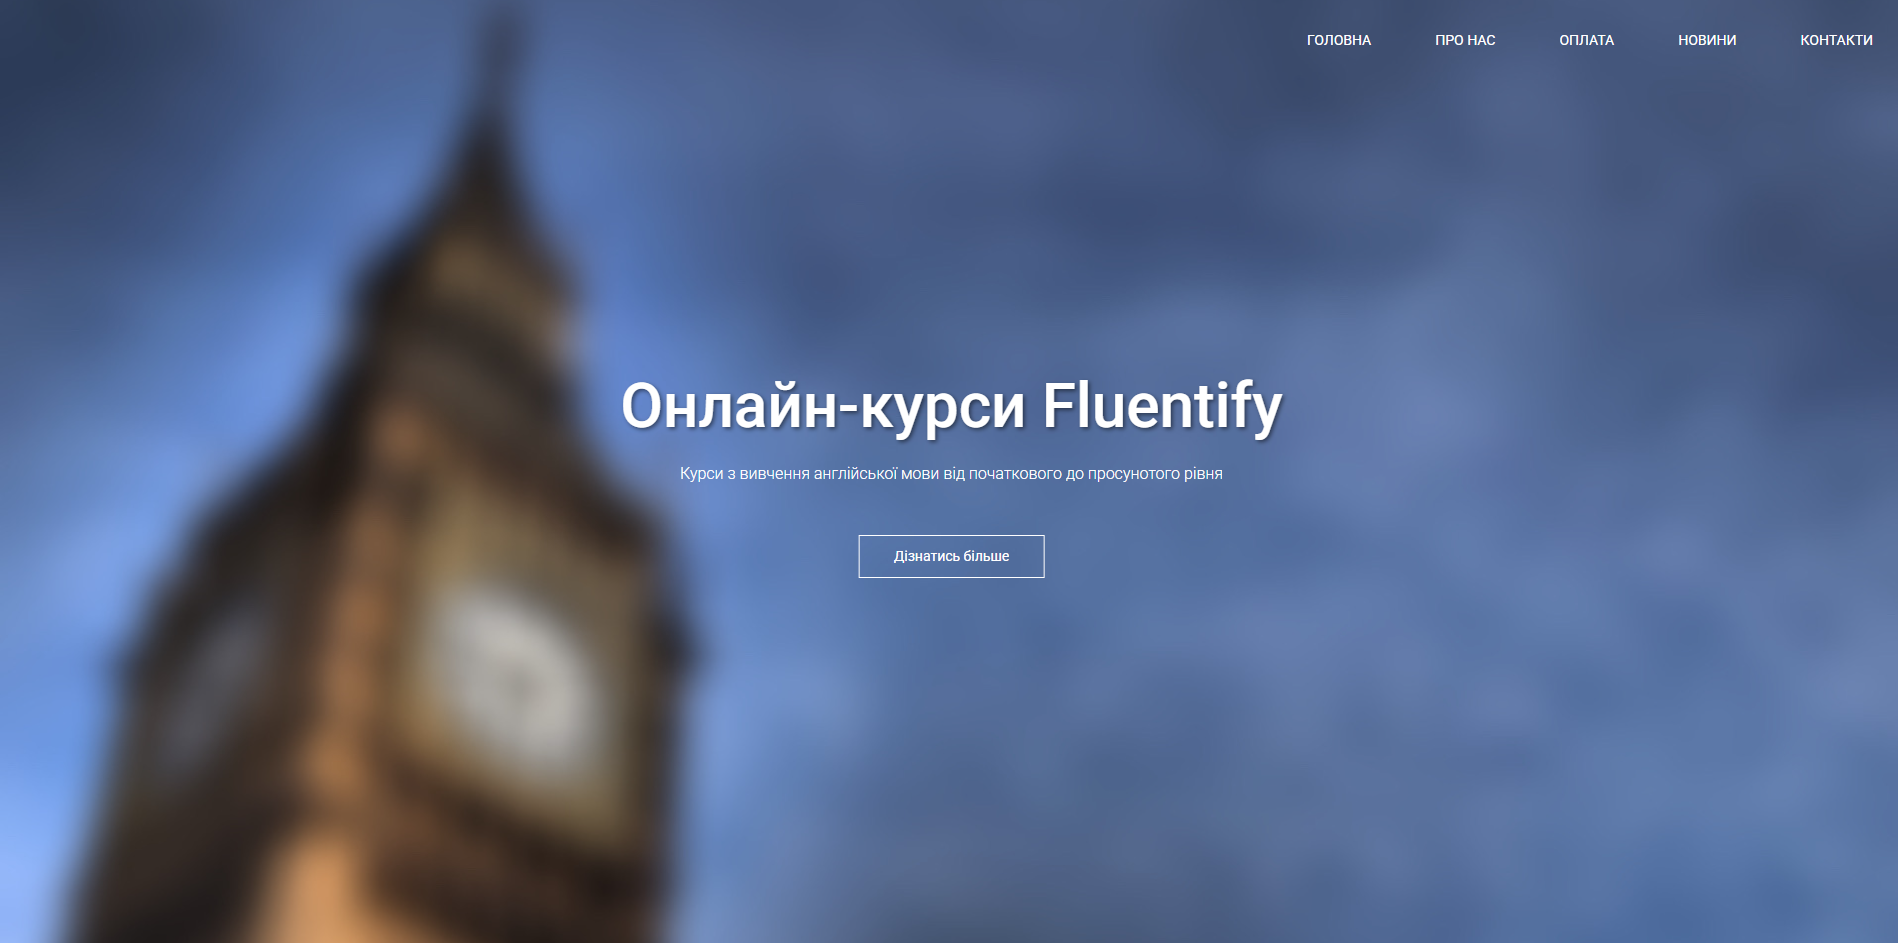 ГОЛОВНА ПРО НАС ОПЛАТА НОВИНИ КОНТАКТИ
Онлайн-курси Fluentify
Курси з вивчення англійської мови від початкового до просунотого рівня
Дізнатись більше